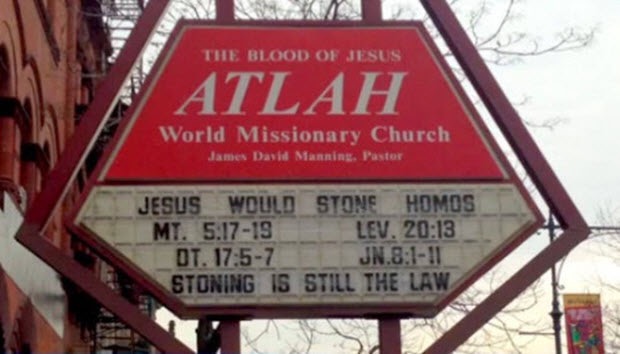 THE BLOOD OF JESUS
ATLAH
World Missionary Church
James David Manning, Pastor
JESUS WOULD STONE HOMOS
MT. 5:17-19 LEV. 20:13
DT. 17:5-7 JN.8:1-11
STONING IS STILL THE LAW